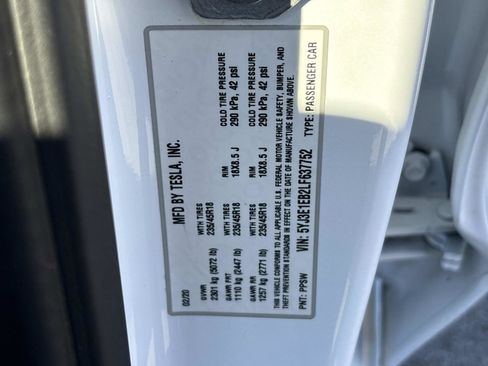 MFD BY TESLA, INC.
02/20
GVWR
2301 kg (5072 lb)
WITH TIRES
235/45R18
RIM
18X8.5 J
COLD TIRE PRESSURE
290 kPa, 42 psi
GAWR FRT
1110 kg (2447 lb)
WITH TIRES
235/45R18
RIM
18X8.5 J
COLD TIRE PRESSURE
290 kPa, 42 psi
GAWR RR
1257 kg (2771 lb)
WITH TIRES
235/45R18
RIM
18X8.5 J
THIS VEHICLE CONFORMS TO ALL APPLICABLE U.S. FEDERAL MOTOR VEHICLE SAFETY, BUMPER, AND
THEFT PREVENTION STANDARDS IN EFFECT ON THE DATE OF MANUFACTURE SHOWN ABOVE.
PNT: PPSW
VIN: 5YJ3E1EB2LF637752
TYPE: PASSENGER CAR